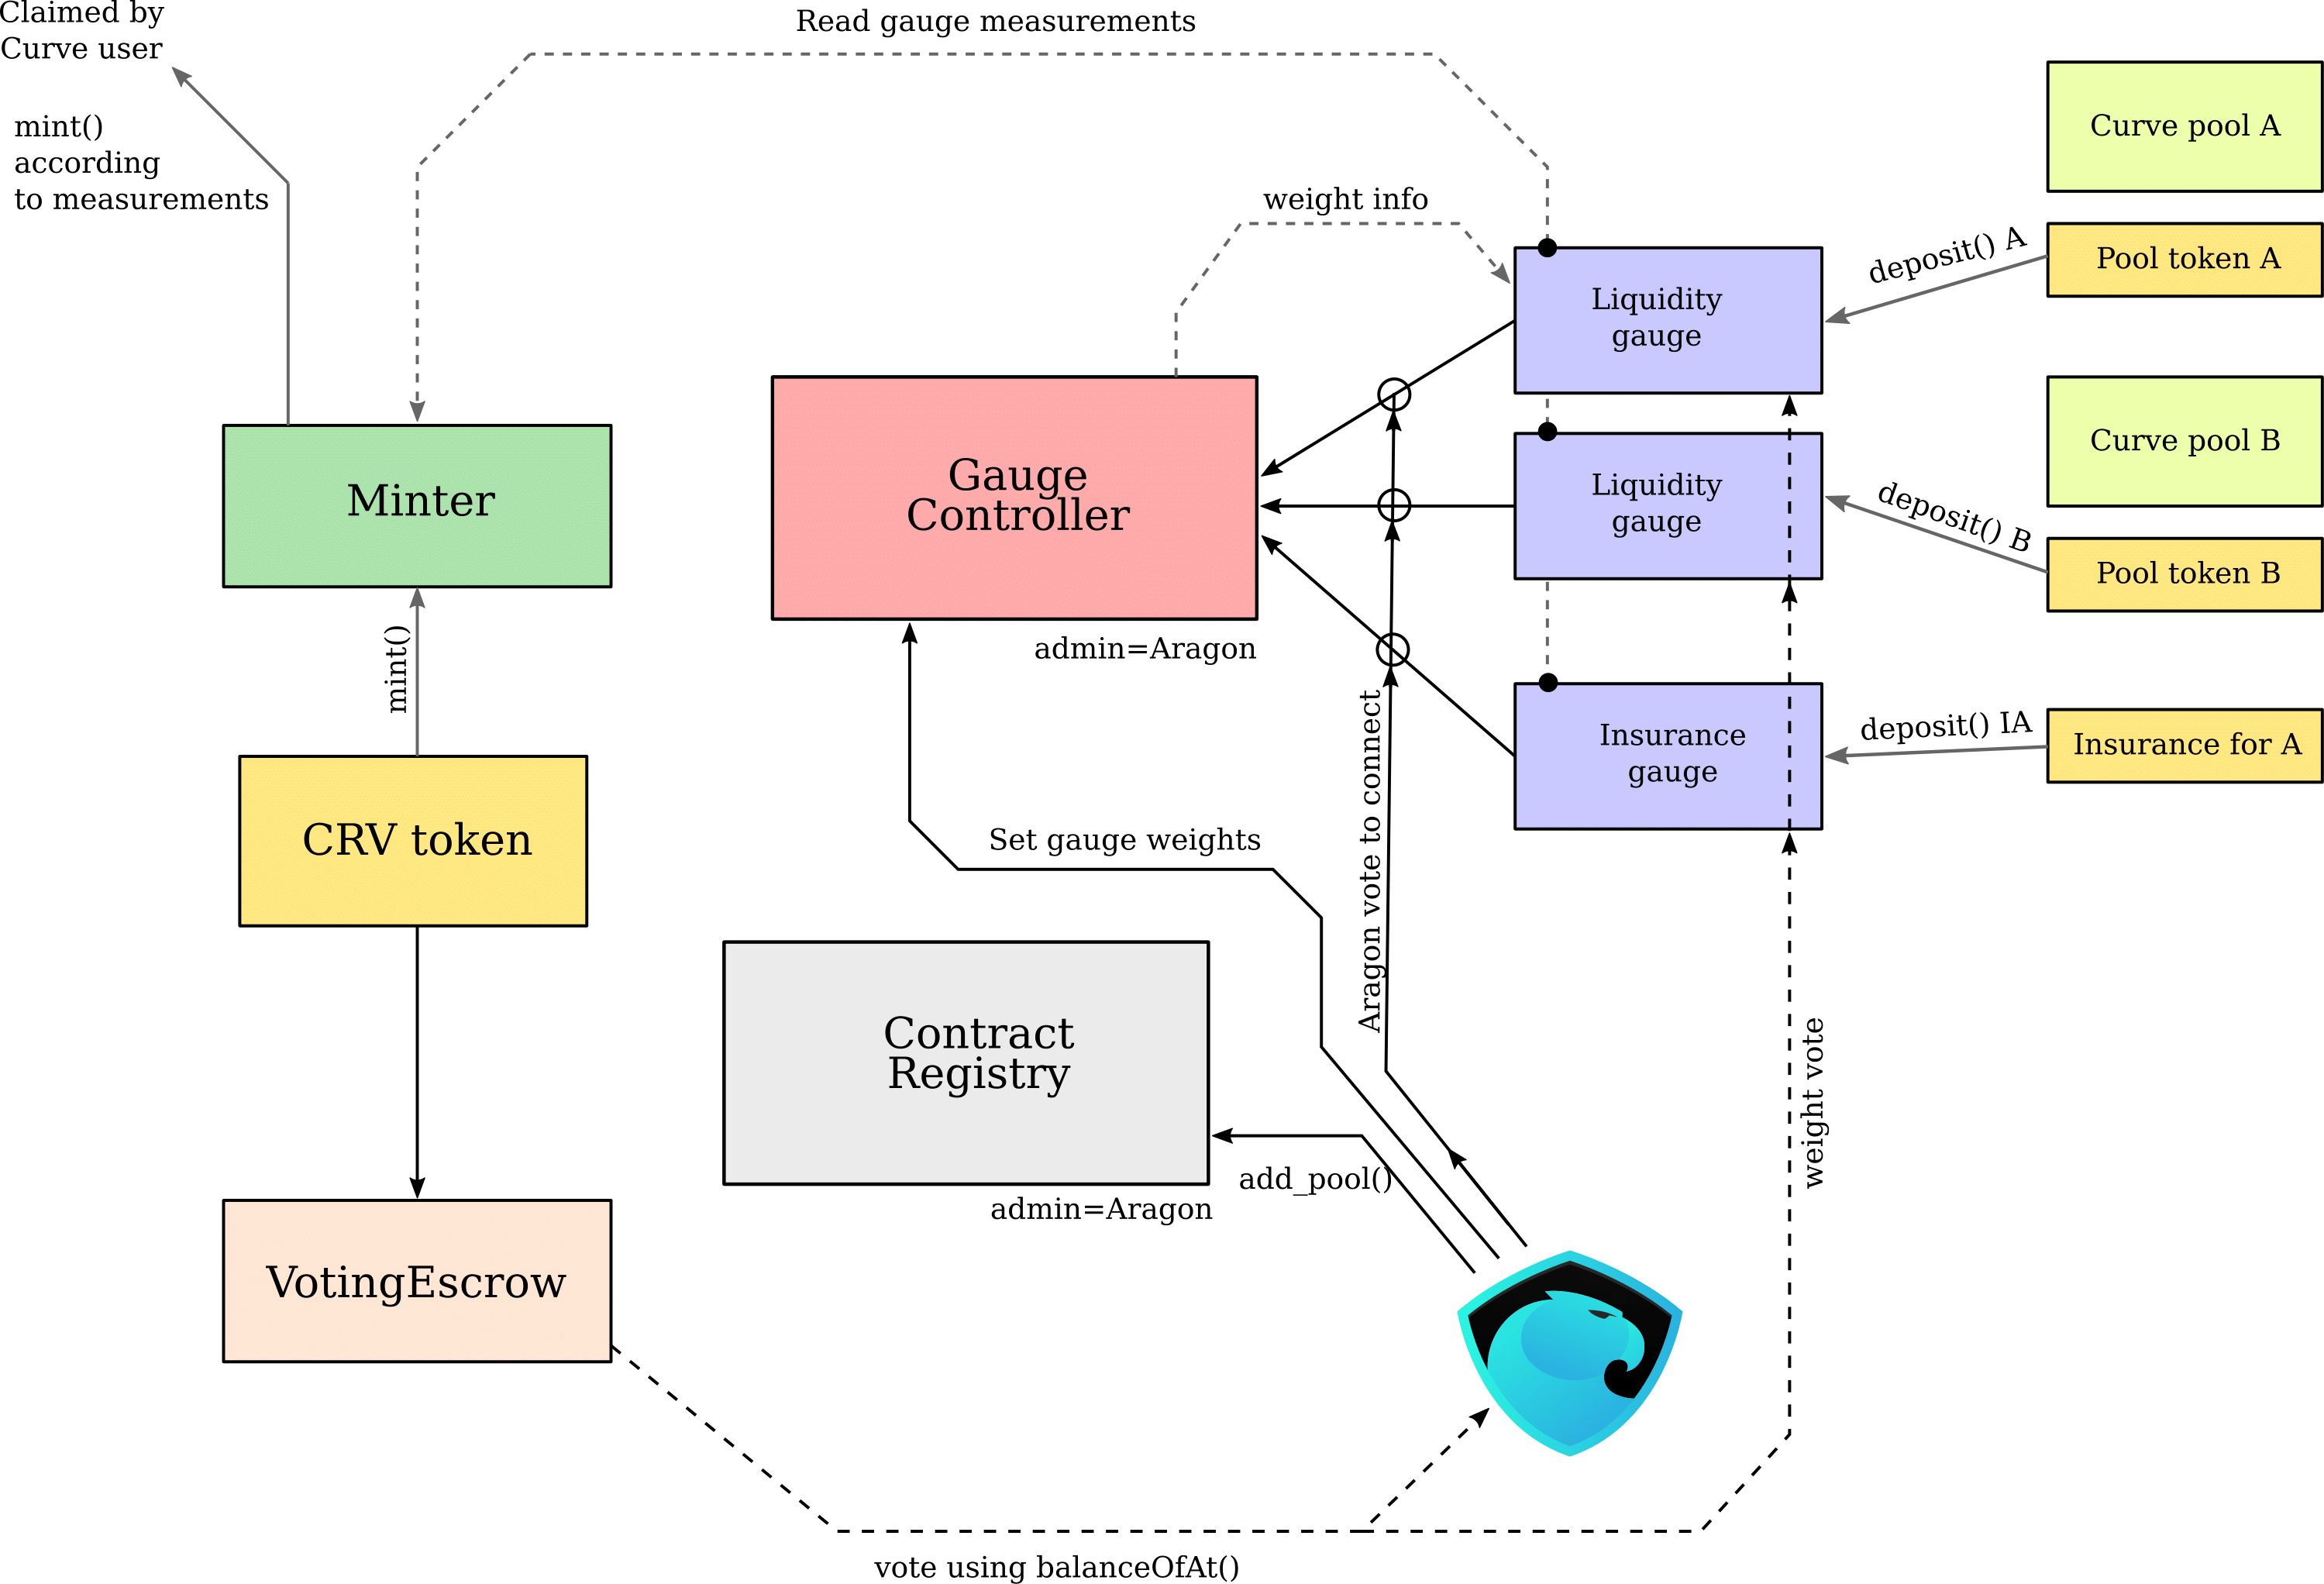 Claimed by
Curve user
mint()
according
to measurements
Read gauge measurements
weight info
Curve pool A
Pool token A
deposit() A
Liquidity
gauge
Curve pool B
Pool token B
deposit() B
Liquidity
gauge
Minter
Gauge
Controller
admin=Aragon
mint()
Insurance
gauge
deposit() IA
Insurance for A
CRV token
Set gauge weights
Aragon vote to connect
Contract
Registry
admin=Aragon
add_pool()
weight vote
VotingEscrow
vote using balanceOfAt()